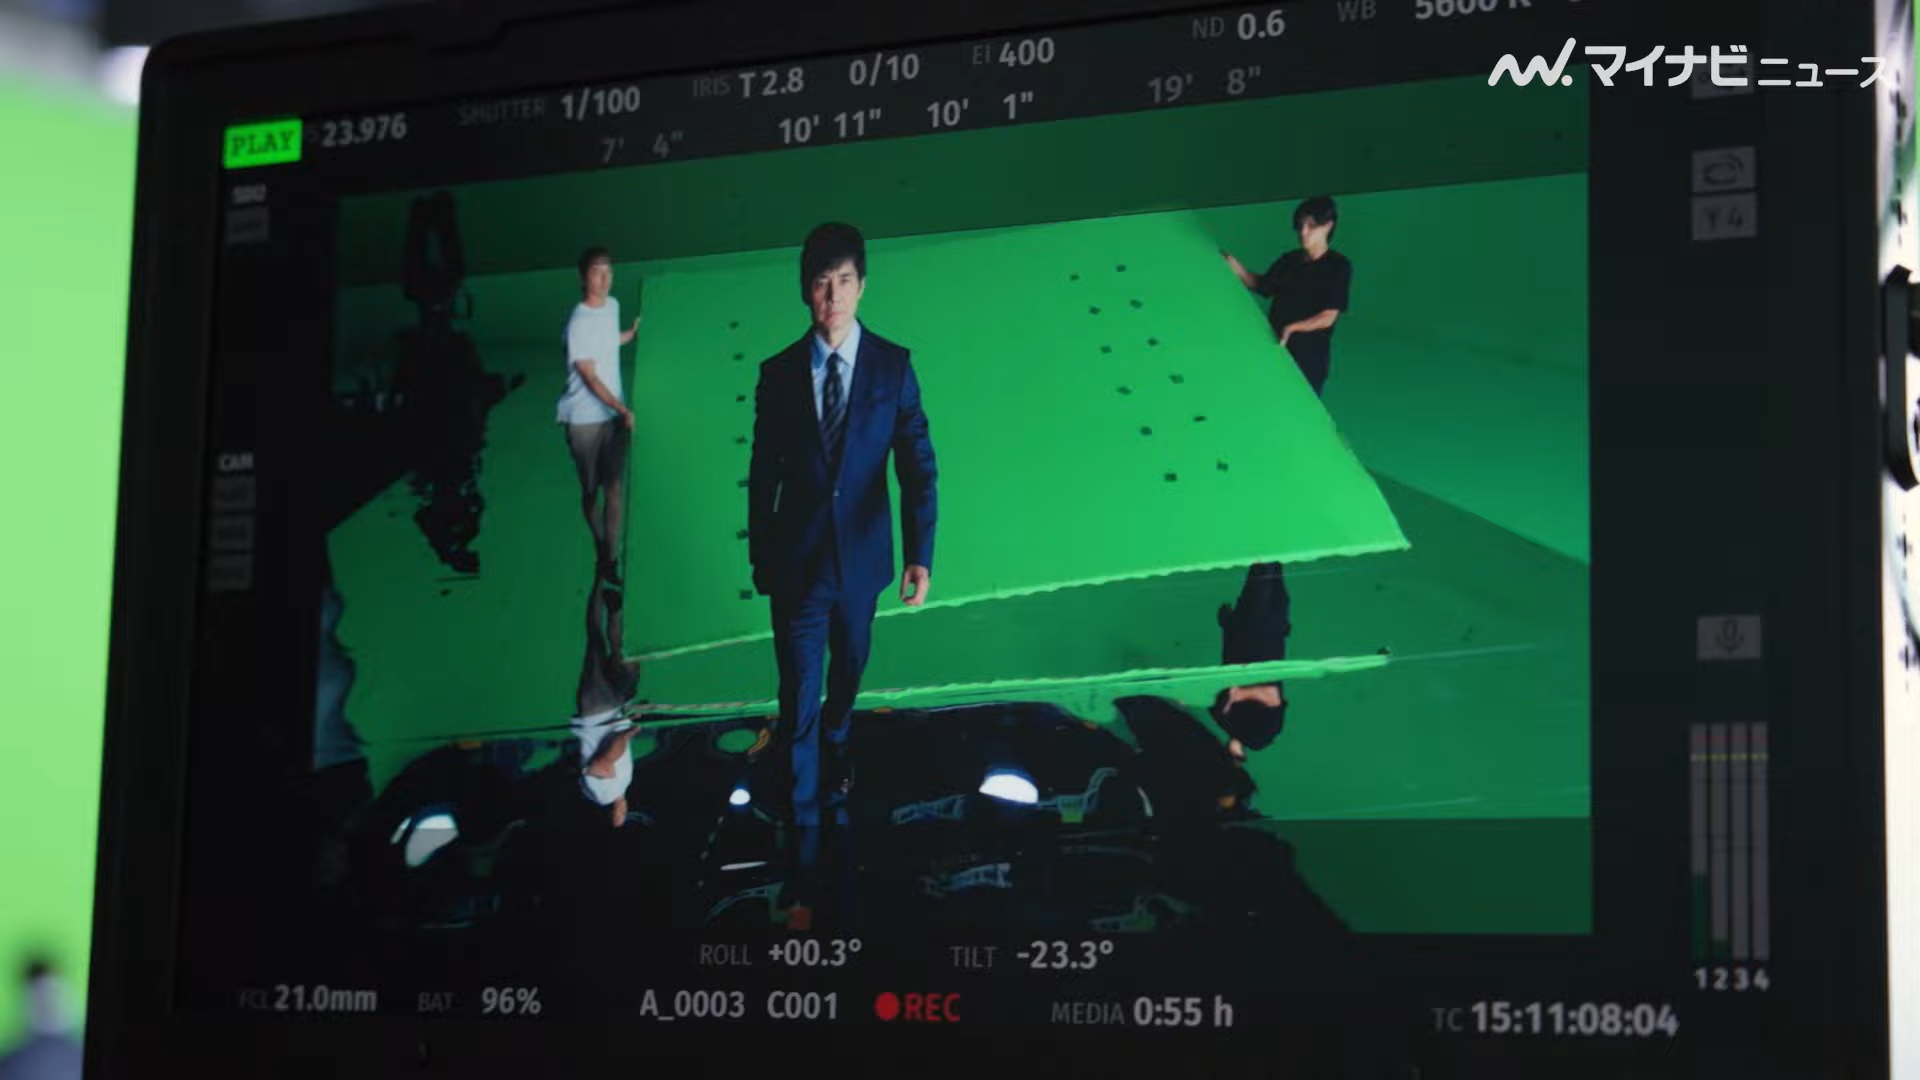 マイナビニュース
ND 0.6 WB 5600 K
SHUTTER 1/100 IRIS T 2.8 0/10 EI 400
PLAY 23.976
7' 4" 10' 11" 10' 1" 19' 8"
Y 4
CAM
ROLL +00.3° TILT -23.3°
1 2 3 4
FCL 21.0mm BAT 96% A_0003 C001 REC MEDIA 0:55 h TC 15:11:08:04